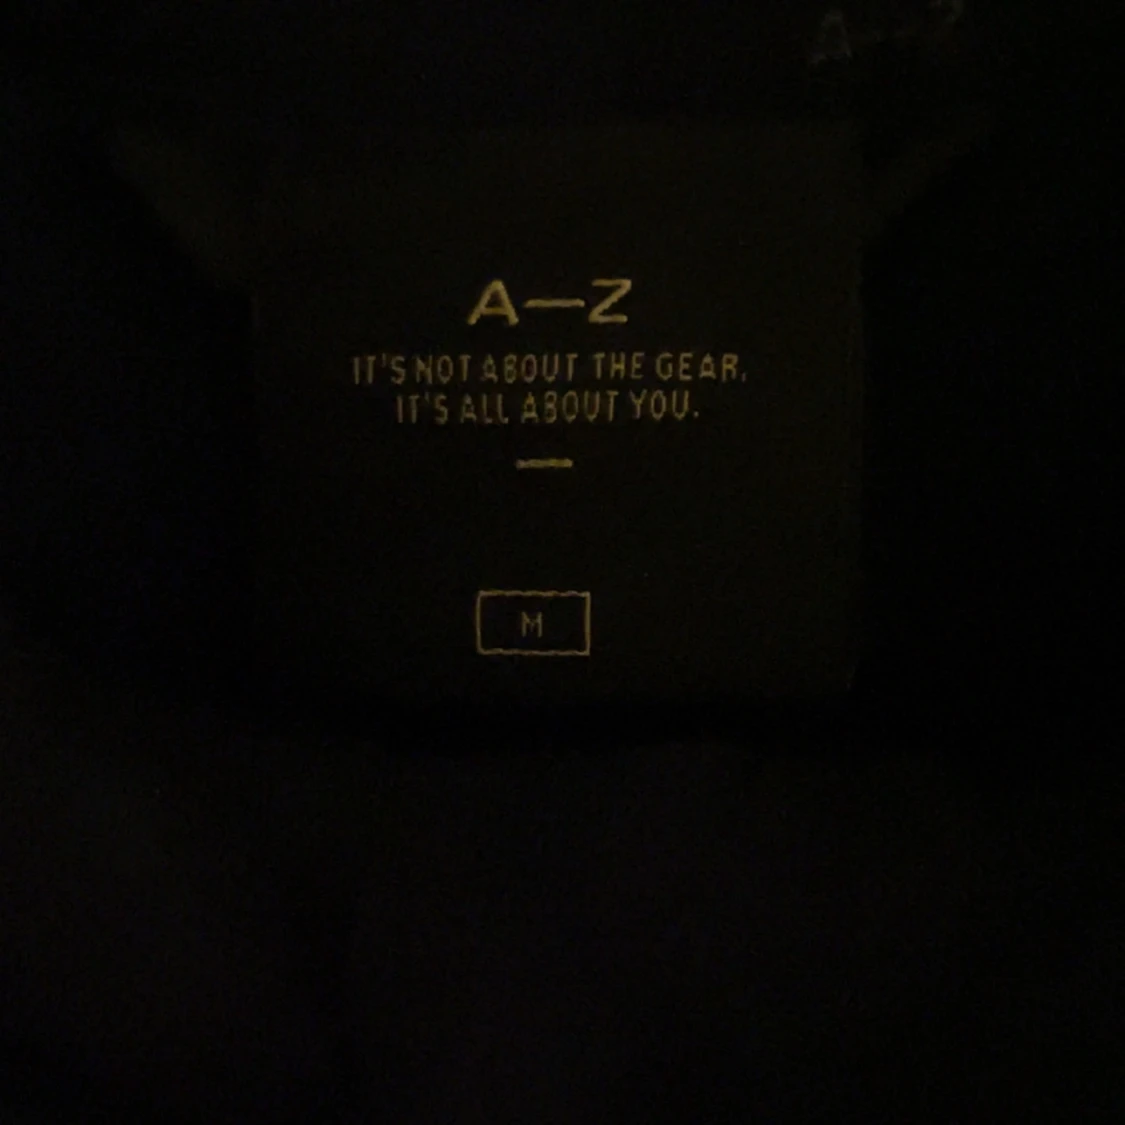 A—Z
IT'S NOT ABOUT THE GEAR.
IT'S ALL ABOUT YOU.
M